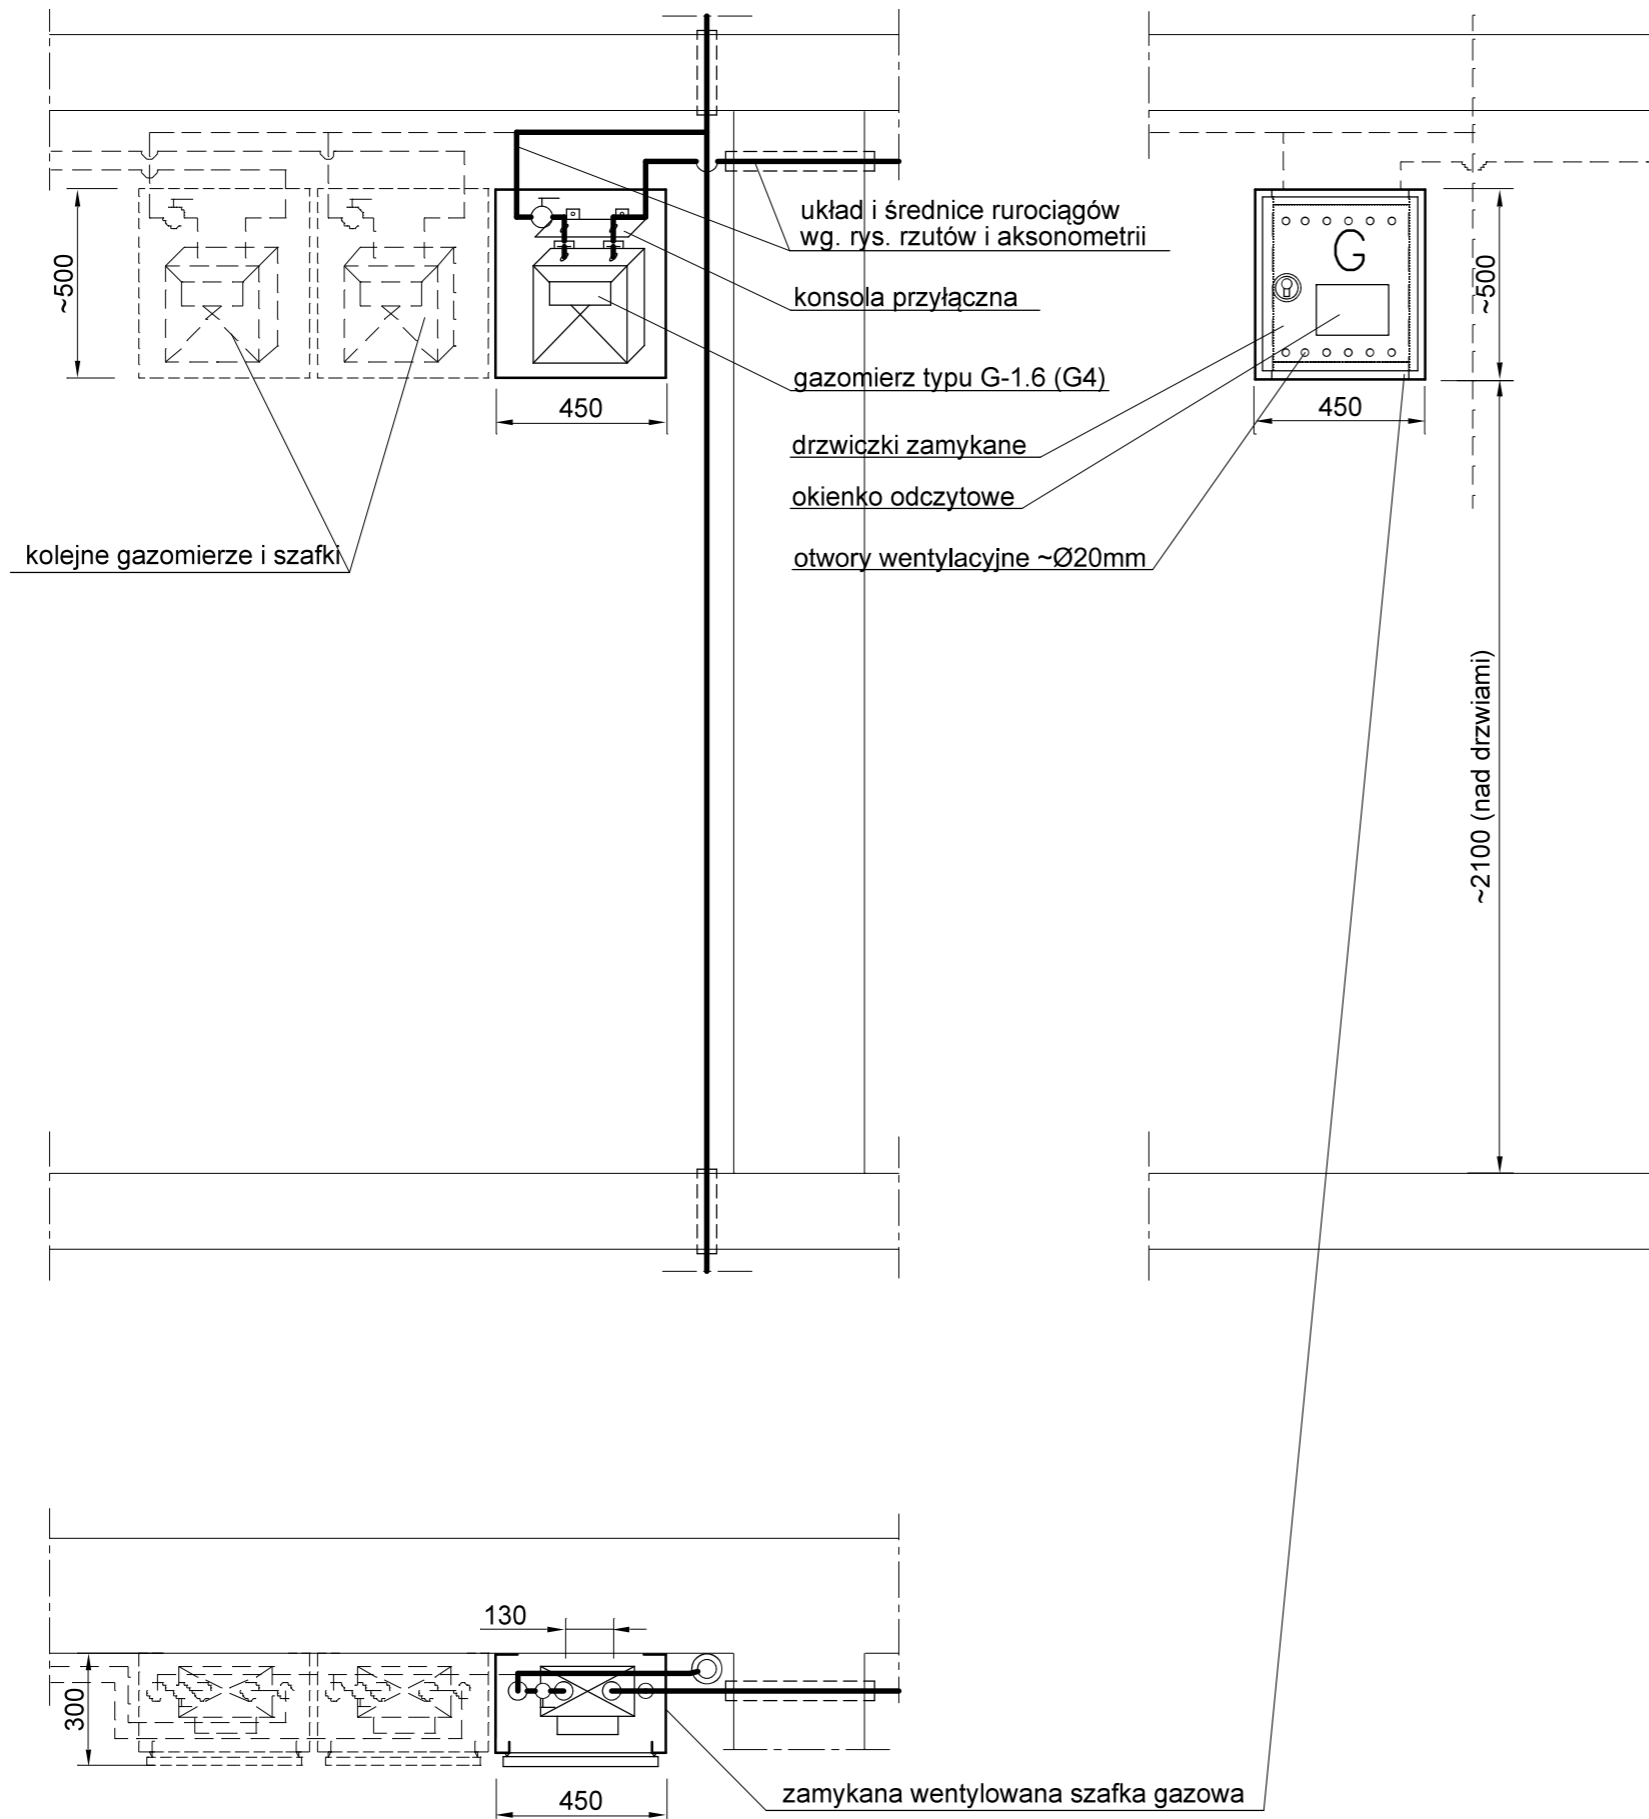 układ i średnice rurociągów
wg. rys. rzutów i aksonometrii
G
~500
~500
konsola przyłączna
gazomierz typu G-1.6 (G4)
450
450
drzwiczki zamykane
okienko odczytowe
kolejne gazomierze i szafki
otwory wentylacyjne ~Ø20mm
~2100 (nad drzwiami)
130
300
450
zamykana wentylowana szafka gazowa